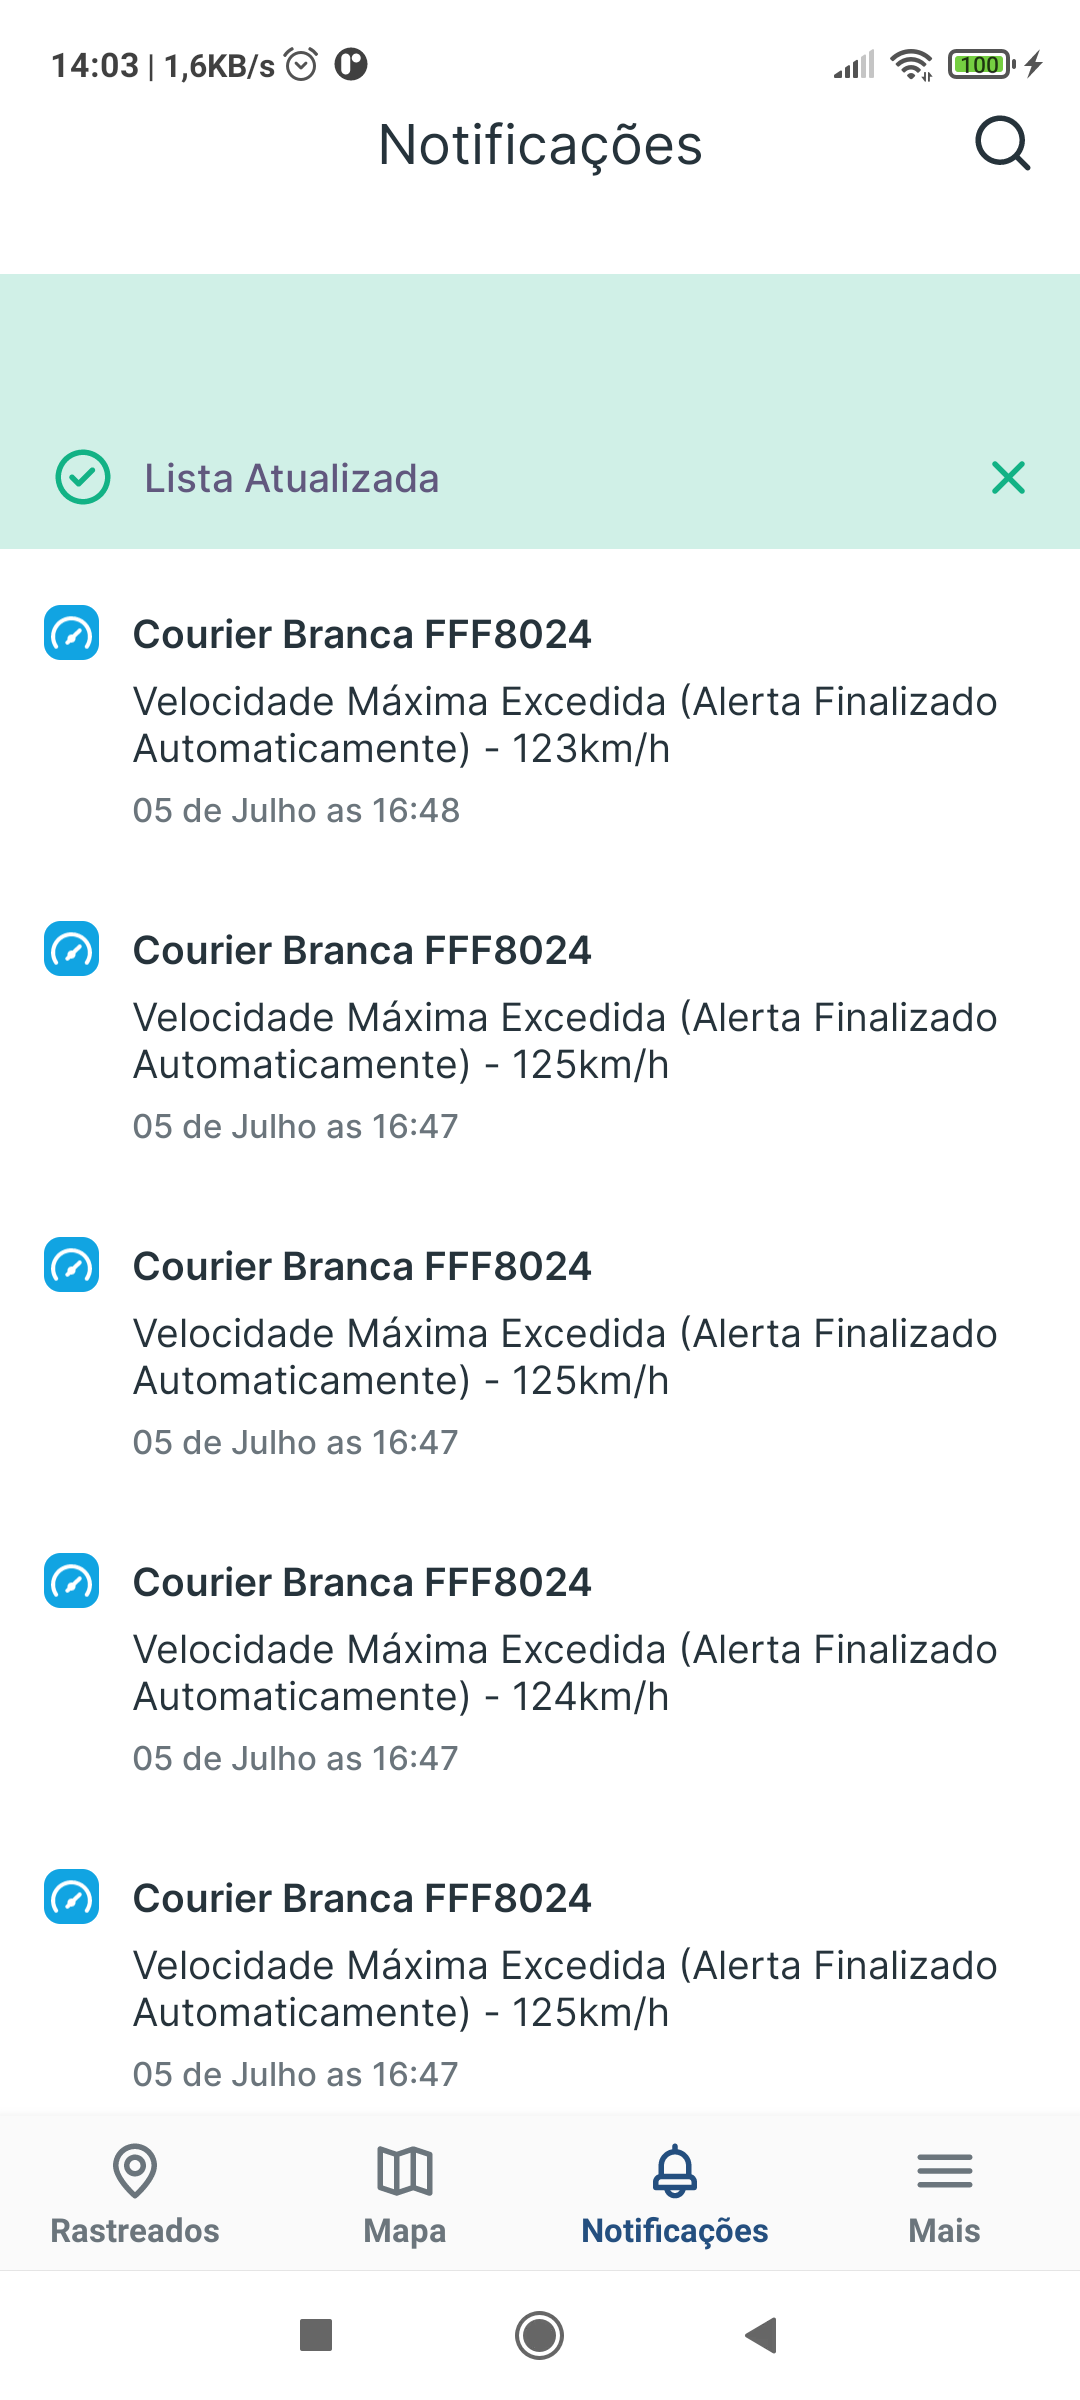 14:03 | 1,6KB/s
100
Notificações
Lista Atualizada
Courier Branca FFF8024
Velocidade Máxima Excedida (Alerta Finalizado
Automaticamente) - 123km/h
05 de Julho as 16:48
Courier Branca FFF8024
Velocidade Máxima Excedida (Alerta Finalizado
Automaticamente) - 125km/h
05 de Julho as 16:47
Courier Branca FFF8024
Velocidade Máxima Excedida (Alerta Finalizado
Automaticamente) - 125km/h
05 de Julho as 16:47
Courier Branca FFF8024
Velocidade Máxima Excedida (Alerta Finalizado
Automaticamente) - 124km/h
05 de Julho as 16:47
Courier Branca FFF8024
Velocidade Máxima Excedida (Alerta Finalizado
Automaticamente) - 125km/h
05 de Julho as 16:47
Rastreados
Mapa
Notificações
Mais